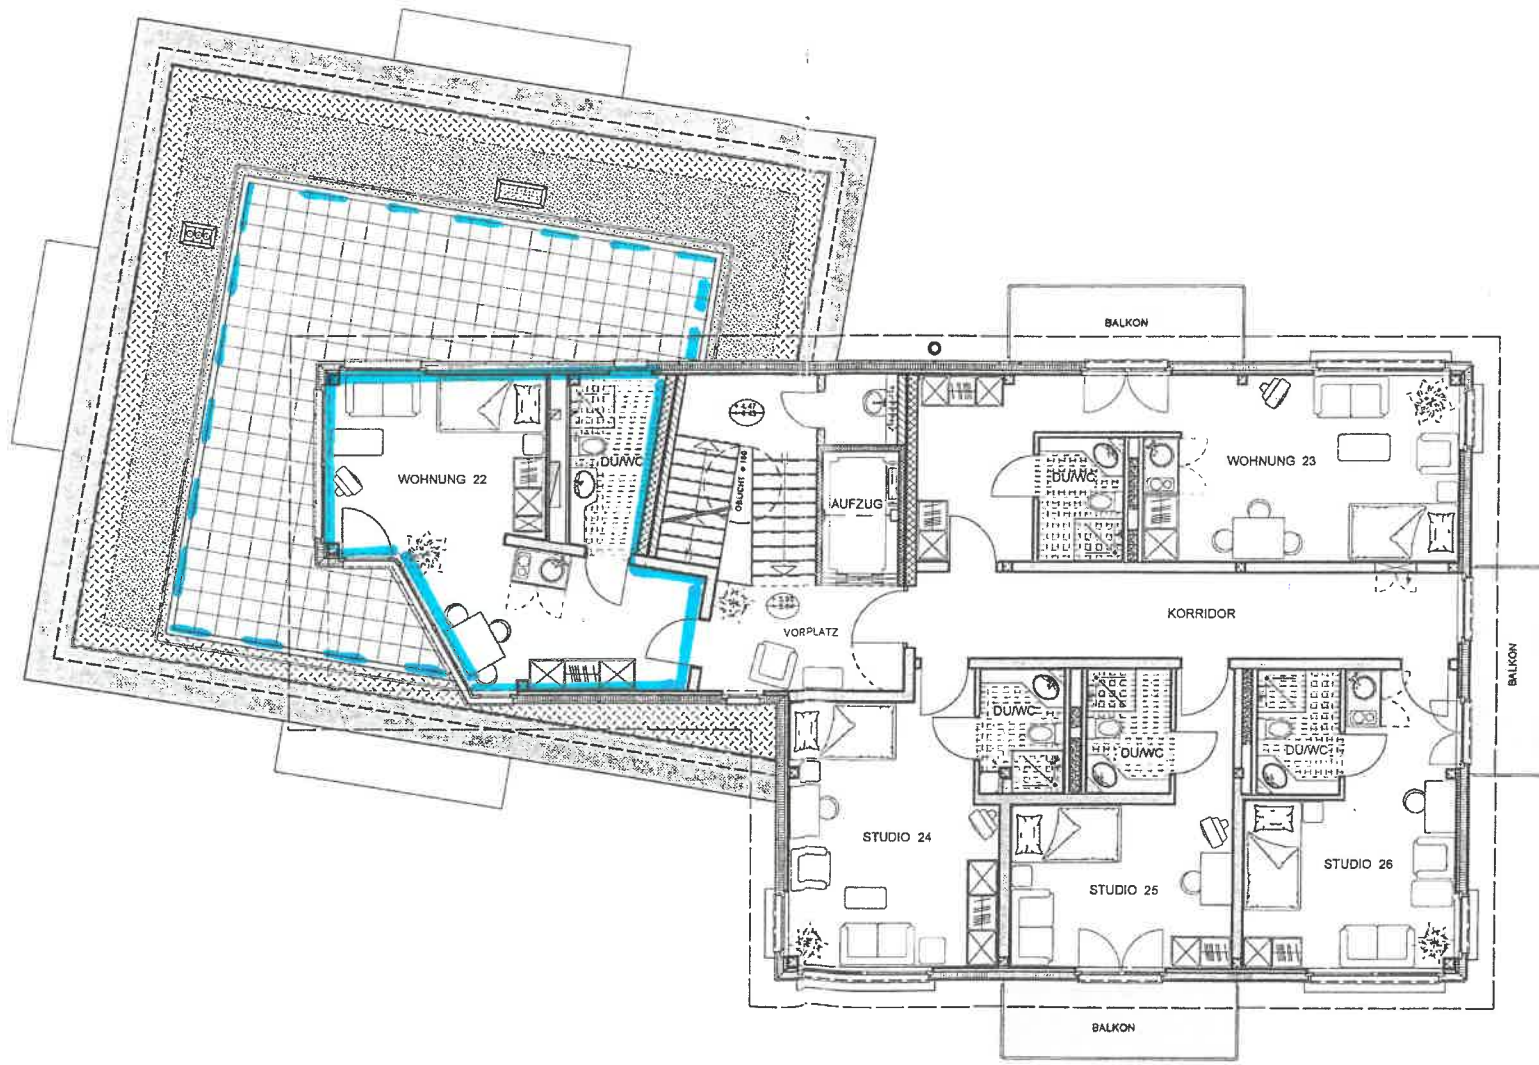 BALKON
WOHNUNG 22
DU/WC
OBLICHT
AUFZUG
DU/WC
WOHNUNG 23
KORRIDOR
VORPLATZ
BALKON
DU/WC
DU/WC
DU/WC
STUDIO 24
STUDIO 25
STUDIO 26
BALKON